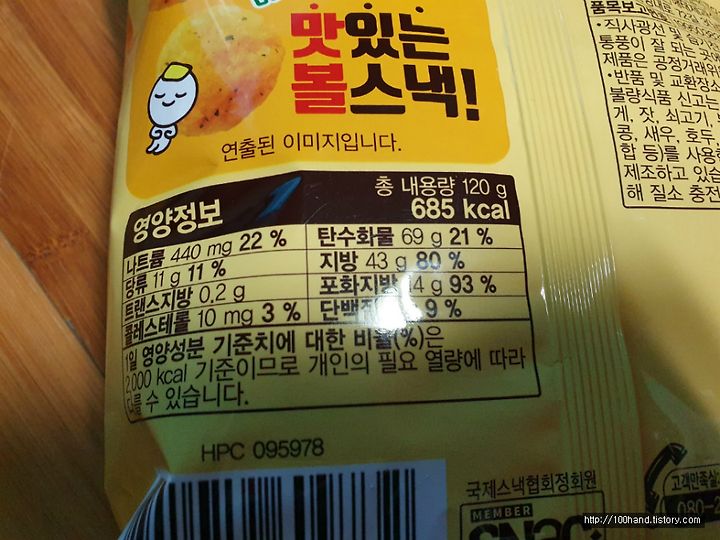 맛있는
볼스낵!
연출된 이미지입니다.
영양정보
총 내용량 120 g
685 kcal
나트륨 440 mg 22 %
탄수화물 69 g 21 %
당류 11 g 11 %
지방 43 g 80 %
트랜스지방 0.2 g
포화지방 14 g 93 %
콜레스테롤 10 mg 3 %
단백질 9 %
1일 영양성분 기준치에 대한 비율(%)은
2,000 kcal 기준이므로 개인의 필요 열량에 따라
다를 수 있습니다.
HPC 095978
국제스낵협회정회원
MEMBER
품목보고
•직사광선 및
통풍이 잘 되는
제품은 공정거래위
•반품 및 교환장소
불량식품 신고는
게, 잣, 쇠고기,
콩, 새우, 호두,
합 등)를 사용한
제조하고 있습
해 질소 충전
고객만족
080-2
http://100hand.tistory.com